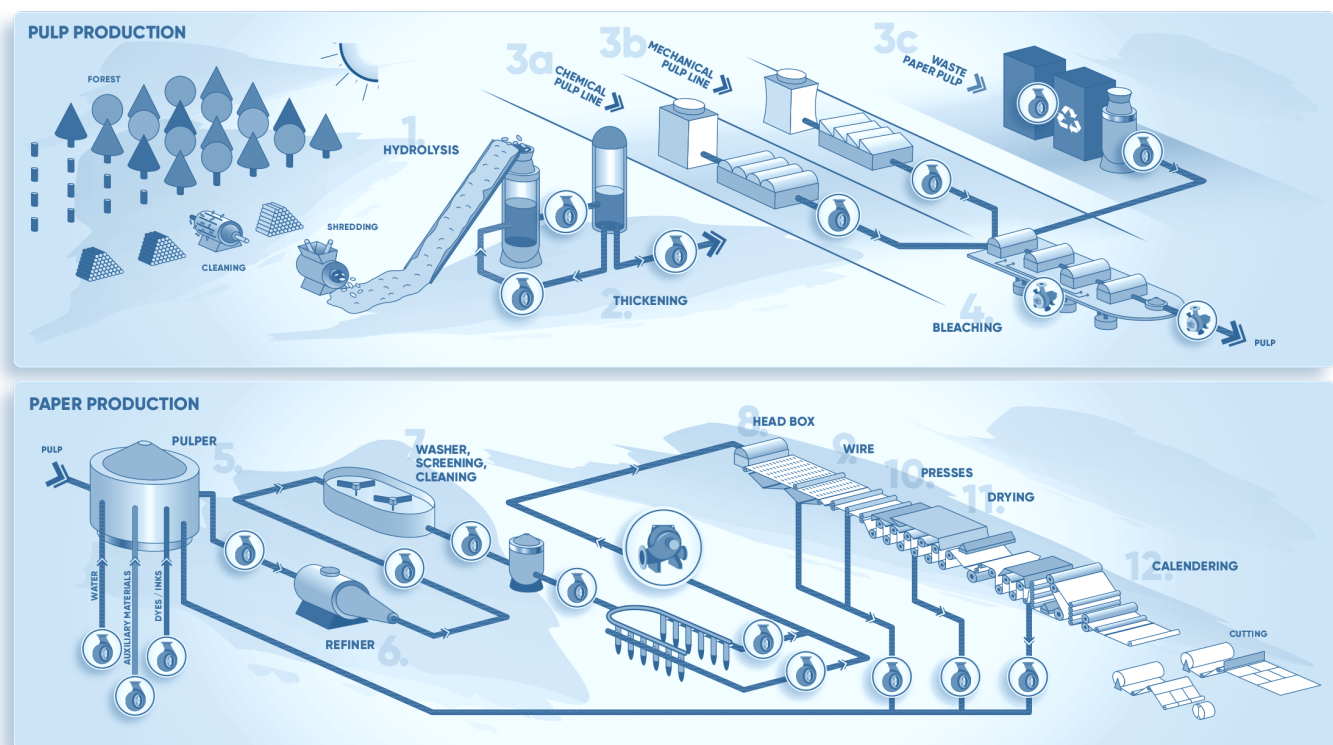 PULP PRODUCTION
FOREST
1.
HYDROLYSIS
CLEANING
SHREDDING
2.
THICKENING
3a
CHEMICAL
PULP LINE
3b
MECHANICAL
PULP LINE
3c
WASTE
PAPER PULP
4.
BLEACHING
PULP
PAPER PRODUCTION
PULP
PULPER
5.
WATER
AUXILIARY MATERIALS
DYES / INKS
REFINER
6.
7.
WASHER,
SCREENING,
CLEANING
8.
HEAD BOX
9.
WIRE
10.
PRESSES
11.
DRYING
12.
CALENDERING
CUTTING